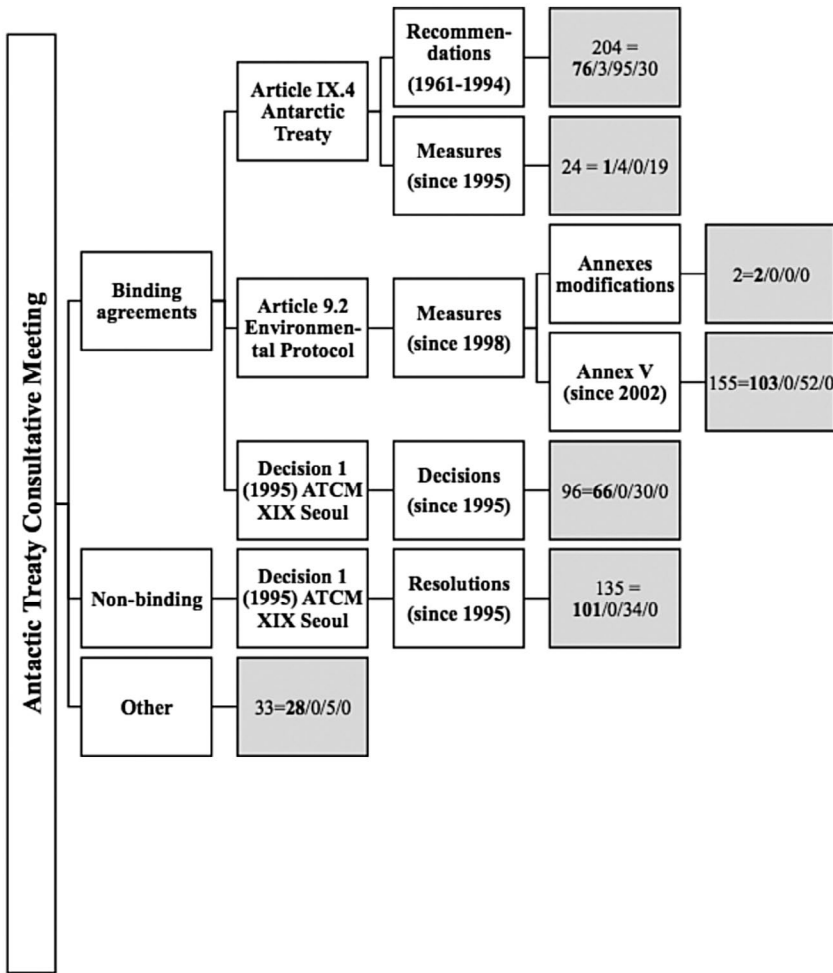 Antactic Treaty Consultative Meeting
Binding
agreements
Article IX.4
Antarctic
Treaty
Recommen-
dations
(1961-1994)
204 =
76/3/95/30
Measures
(since 1995)
24 = 1/4/0/19
Article 9.2
Environmen-
tal Protocol
Measures
(since 1998)
Annexes
modifications
2=2/0/0/0
Annex V
(since 2002)
155=103/0/52/0
Decision 1
(1995) ATCM
XIX Seoul
Decisions
(since 1995)
96=66/0/30/0
Non-binding
Decision 1
(1995) ATCM
XIX Seoul
Resolutions
(since 1995)
135 =
101/0/34/0
Other
33=28/0/5/0